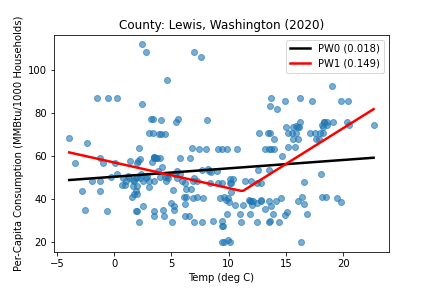 County: Lewis, Washington (2020)
PW0 (0.018)
PW1 (0.149)
Per-Capita Consumption (MMBtu/1000 Households)
100
80
60
40
20
−5
0
5
10
15
20
Temp (deg C)